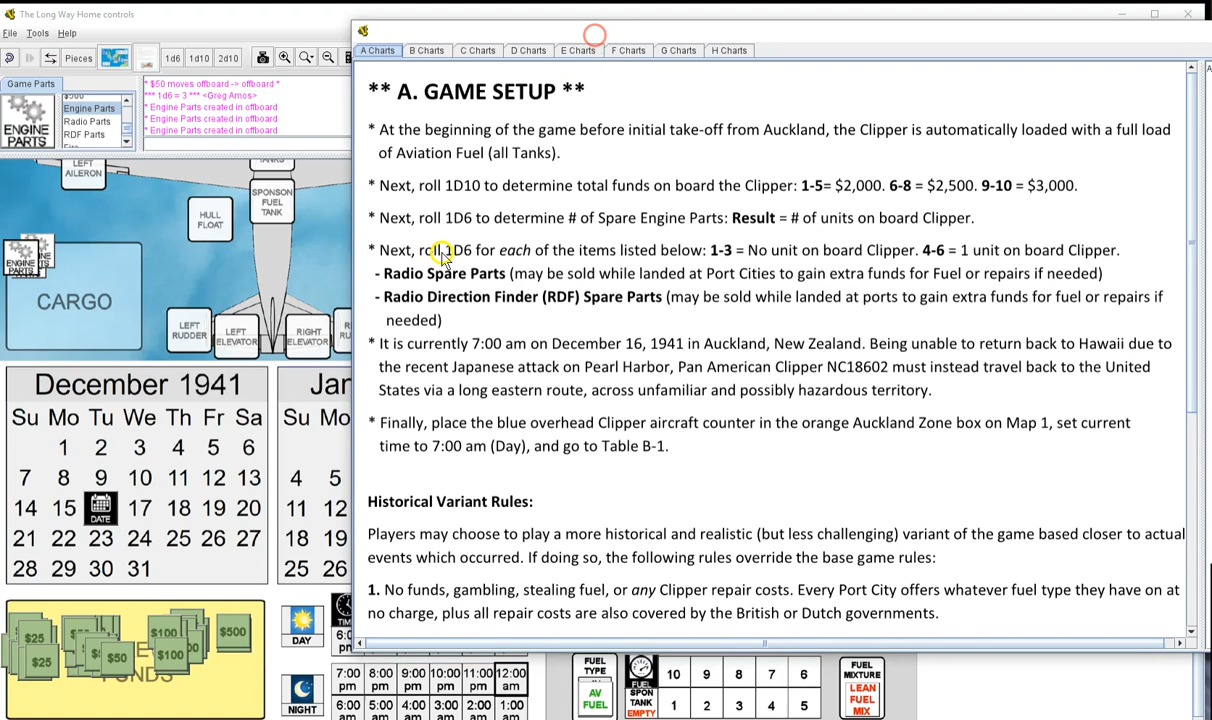 The Long Way Home controls
File Tools Help
Pieces
1d6 1d10 2d10
Game Parts
$500
Engine Parts
Radio Parts
RDF Parts
ENGINE
PARTS
* $50 moves offboard -> offboard *
*** 1d6 = 3 *** <Greg Amos>
* Engine Parts created in offboard
* Engine Parts created in offboard
* Engine Parts created in offboard
LEFT
AILERON
HULL
FLOAT
SPONSON
FUEL
TANK
ENGINE
PARTS
CARGO
LEFT
RUDDER
LEFT
ELEVATOR
RIGHT
ELEVATOR
A Charts B Charts C Charts D Charts E Charts F Charts G Charts H Charts
** A. GAME SETUP **
* At the beginning of the game before initial take-off from Auckland, the Clipper is automatically loaded with a full load
of Aviation Fuel (all Tanks).
* Next, roll 1D10 to determine total funds on board the Clipper: 1-5= $2,000. 6-8 = $2,500. 9-10 = $3,000.
* Next, roll 1D6 to determine # of Spare Engine Parts: Result = # of units on board Clipper.
* Next, roll 1D6 for each of the items listed below: 1-3 = No unit on board Clipper. 4-6 = 1 unit on board Clipper.
- Radio Spare Parts (may be sold while landed at Port Cities to gain extra funds for Fuel or repairs if needed)
- Radio Direction Finder (RDF) Spare Parts (may be sold while landed at ports to gain extra funds for fuel or repairs if
needed)
* It is currently 7:00 am on December 16, 1941 in Auckland, New Zealand. Being unable to return back to Hawaii due to
the recent Japanese attack on Pearl Harbor, Pan American Clipper NC18602 must instead travel back to the United
States via a long eastern route, across unfamiliar and possibly hazardous territory.
* Finally, place the blue overhead Clipper aircraft counter in the orange Auckland Zone box on Map 1, set current
time to 7:00 am (Day), and go to Table B-1.
Historical Variant Rules:
Players may choose to play a more historical and realistic (but less challenging) variant of the game based closer to actual
events which occurred. If doing so, the following rules override the base game rules:
1. No funds, gambling, stealing fuel, or any Clipper repair costs. Every Port City offers whatever fuel type they have on at
no charge, plus all repair costs are also covered by the British or Dutch governments.
December 1941
Su Mo Tu We Th Fr Sa
1 2 3 4 5 6
7 8 9 10 11 12 13
14 15 DATE 17 18 19 20
21 22 23 24 25 26 27
28 29 30 31
Su Mo
4 5
11 12
18 19
25 26
$25
$25
$50
$100
$100
$500
FUNDS
DAY
NIGHT
7:00 pm 8:00 pm 9:00 pm 10:00 pm 11:00 pm 12:00 am
6:00 am 5:00 am 4:00 am 3:00 am 2:00 am 1:00 am
FUEL
TYPE
AV
FUEL
FUEL
SPON
TANK
EMPTY
10 9 8 7 6
1 2 3 4 5
FUEL
MIXTURE
LEAN
FUEL
MIX